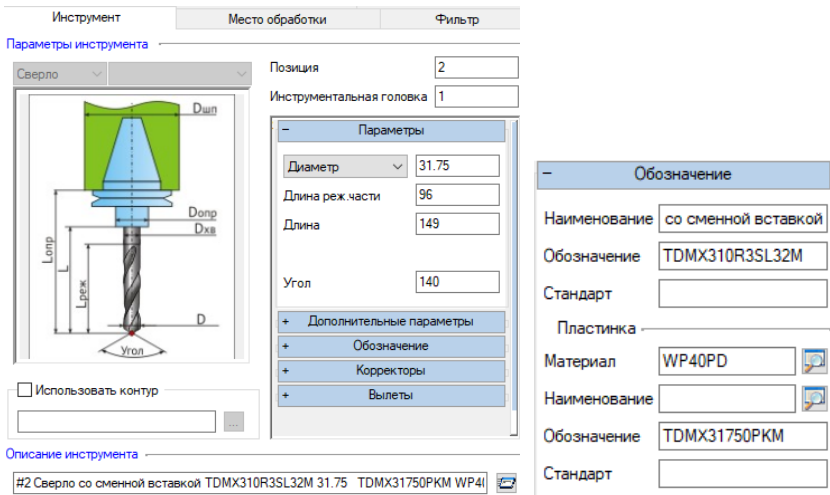 Инструмент Место обработки Фильтр
Параметры инструмента
Сверло
Позиция 2
Инструментальная головка 1
Dшп
Dопр
Dхв
Lопр
L
Lреж
D
Угол
− Параметры
Диаметр 31.75
Длина реж.части 96
Длина 149
Угол 140
+ Дополнительные параметры
+ Обозначение
+ Корректоры
+ Вылеты
Использовать контур
...
Описание инструмента
#2 Сверло со сменной вставкой TDMX310R3SL32M 31.75 TDMX31750PKM WP4
− Обозначение
Наименование со сменной вставкой
Обозначение TDMX310R3SL32M
Стандарт
Пластинка
Материал WP40PD
Наименование
Обозначение TDMX31750PKM
Стандарт